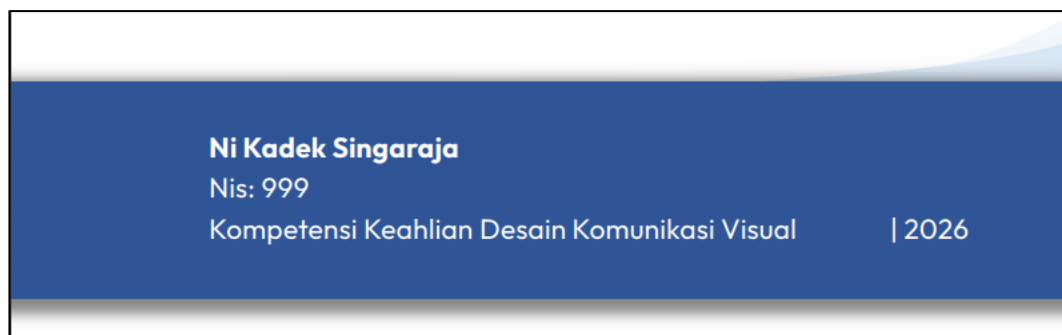 Ni Kadek Singaraja
Nis: 999
Kompetensi Keahlian Desain Komunikasi Visual | 2026